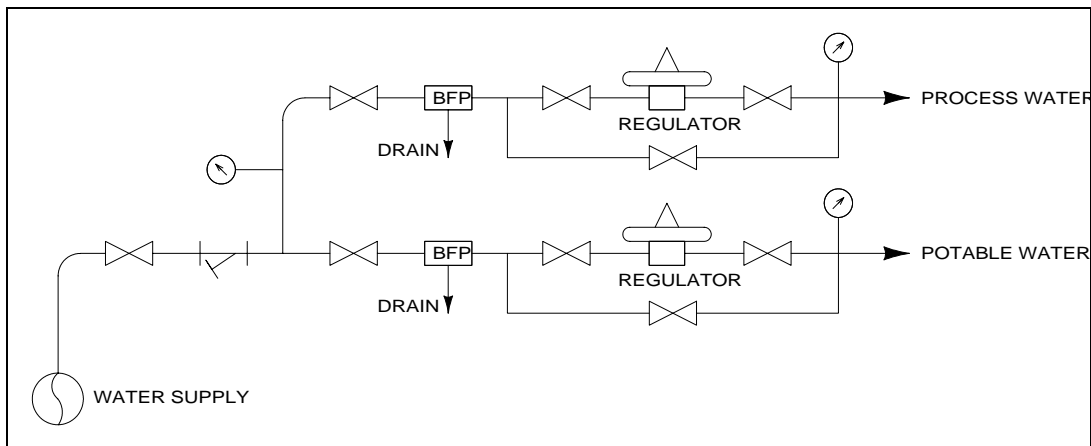 BFP
PROCESS WATER
REGULATOR
DRAIN
BFP
POTABLE WATER
REGULATOR
DRAIN
WATER SUPPLY